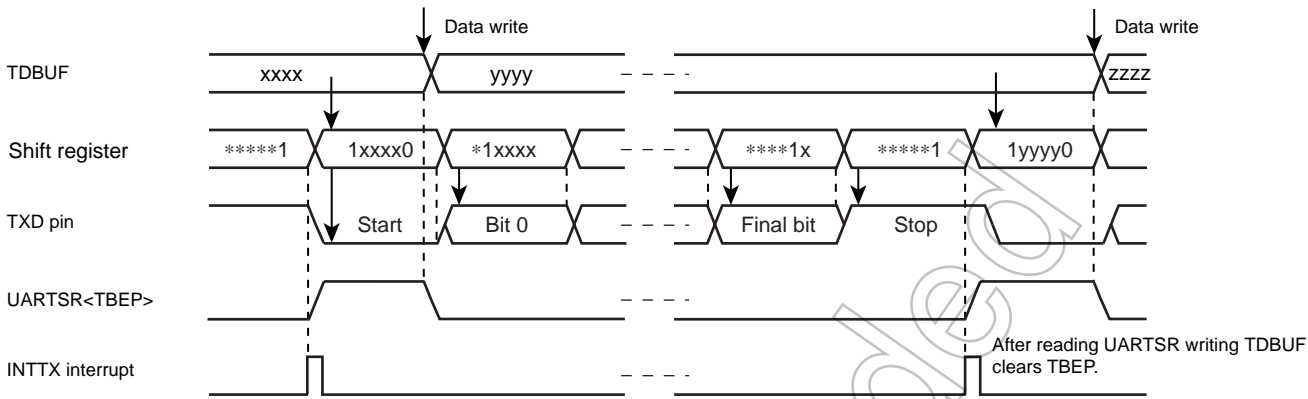 Data write
Data write
TDBUF
xxxx
yyyy
zzzz
Shift register
*****1
1xxxx0
*1xxxx
****1x
*****1
1yyyy0
TXD pin
Start
Bit 0
Final bit
Stop
UARTSR<TBEP>
After reading UARTSR writing TDBUF
clears TBEP.
INTTX interrupt